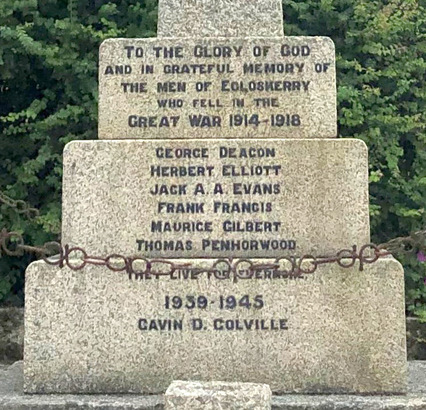 TO THE GLORY OF GOD
AND IN GRATEFUL MEMORY OF
THE MEN OF EGLOSKERRY
WHO FELL IN THE
GREAT WAR 1914-1918
GEORGE DEACON
HERBERT ELLIOTT
JACK A. A. EVANS
FRANK FRANCIS
MAURICE GILBERT
THOMAS PENHORWOOD
THEY LIVE FOR EVERMORE
1939-1945
GAVIN D. COLVILLE